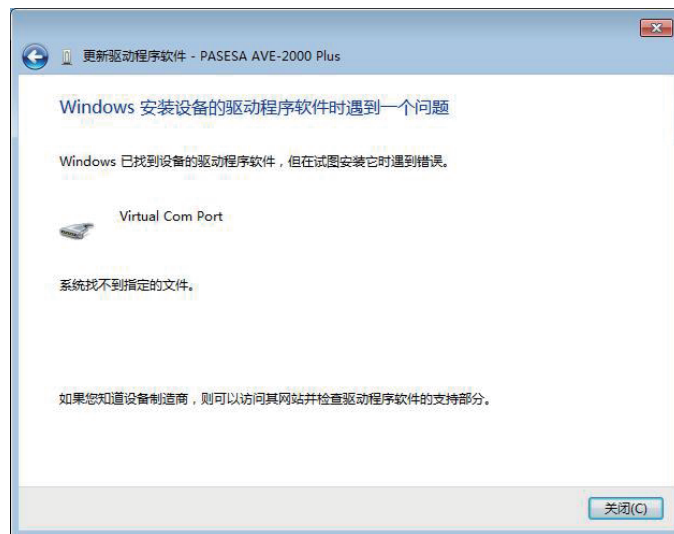 更新驱动程序软件 - PASESA AVE-2000 Plus
Windows 安装设备的驱动程序软件时遇到一个问题
Windows 已找到设备的驱动程序软件，但在试图安装它时遇到错误。
Virtual Com Port
系统找不到指定的文件。
如果您知道设备制造商，则可以访问其网站并检查驱动程序软件的支持部分。
关闭(C)